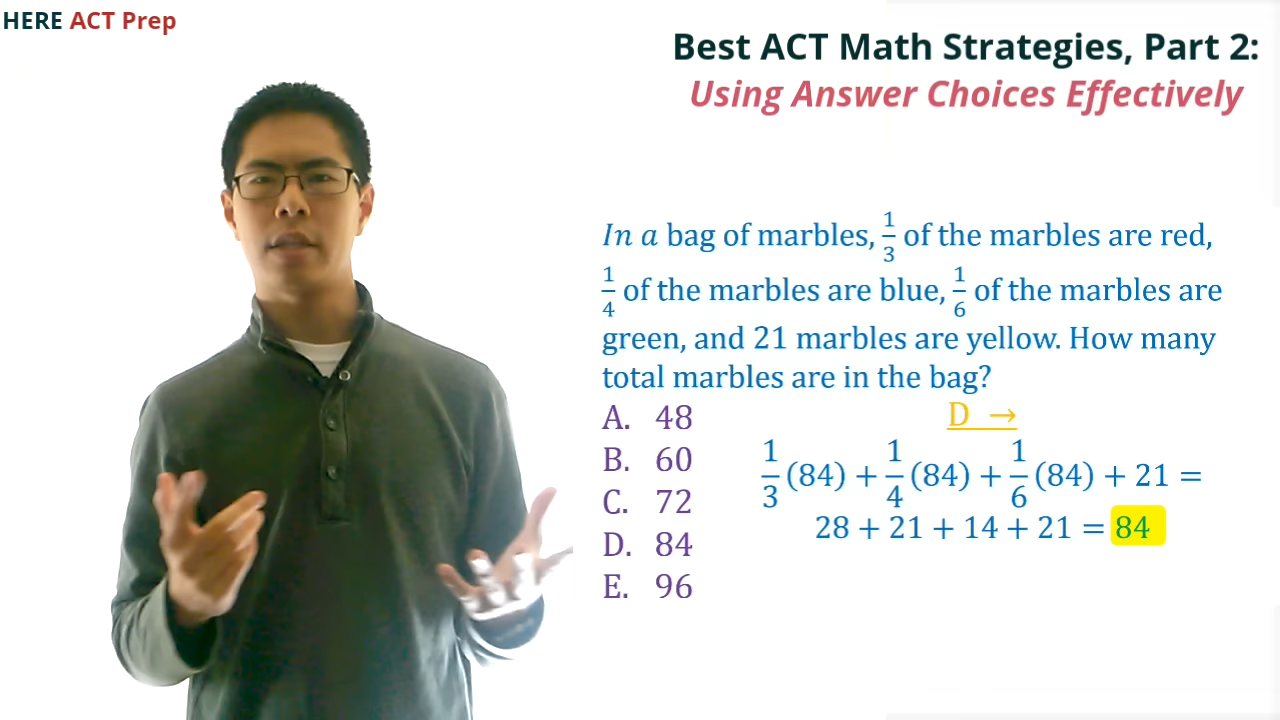 HERE ACT Prep
Best ACT Math Strategies, Part 2:
Using Answer Choices Effectively
In a bag of marbles, 1/3 of the marbles are red,
1/4 of the marbles are blue, 1/6 of the marbles are
green, and 21 marbles are yellow. How many
total marbles are in the bag?
A. 48
B. 60
C. 72
D. 84
E. 96
D →
1/3(84) + 1/4(84) + 1/6(84) + 21 =
28 + 21 + 14 + 21 = 84